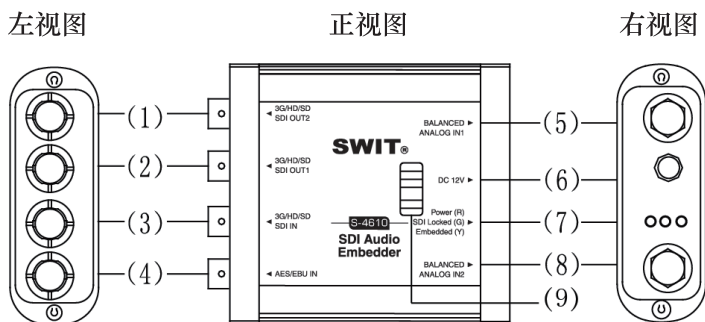 左视图
正视图
右视图
(1)
◄ 3G/HD/SD
SDI OUT2
(2)
◄ 3G/HD/SD
SDI OUT1
(3)
◄ 3G/HD/SD
SDI IN
(4)
◄ AES/EBU IN
SWIT®
S-4610
SDI Audio
Embedder
BALANCED ►
ANALOG IN1
(5)
DC 12V ►
(6)
Power (R)
SDI Locked (G) ►
Embedded (Y)
(7)
BALANCED ►
ANALOG IN2
(8)
(9)